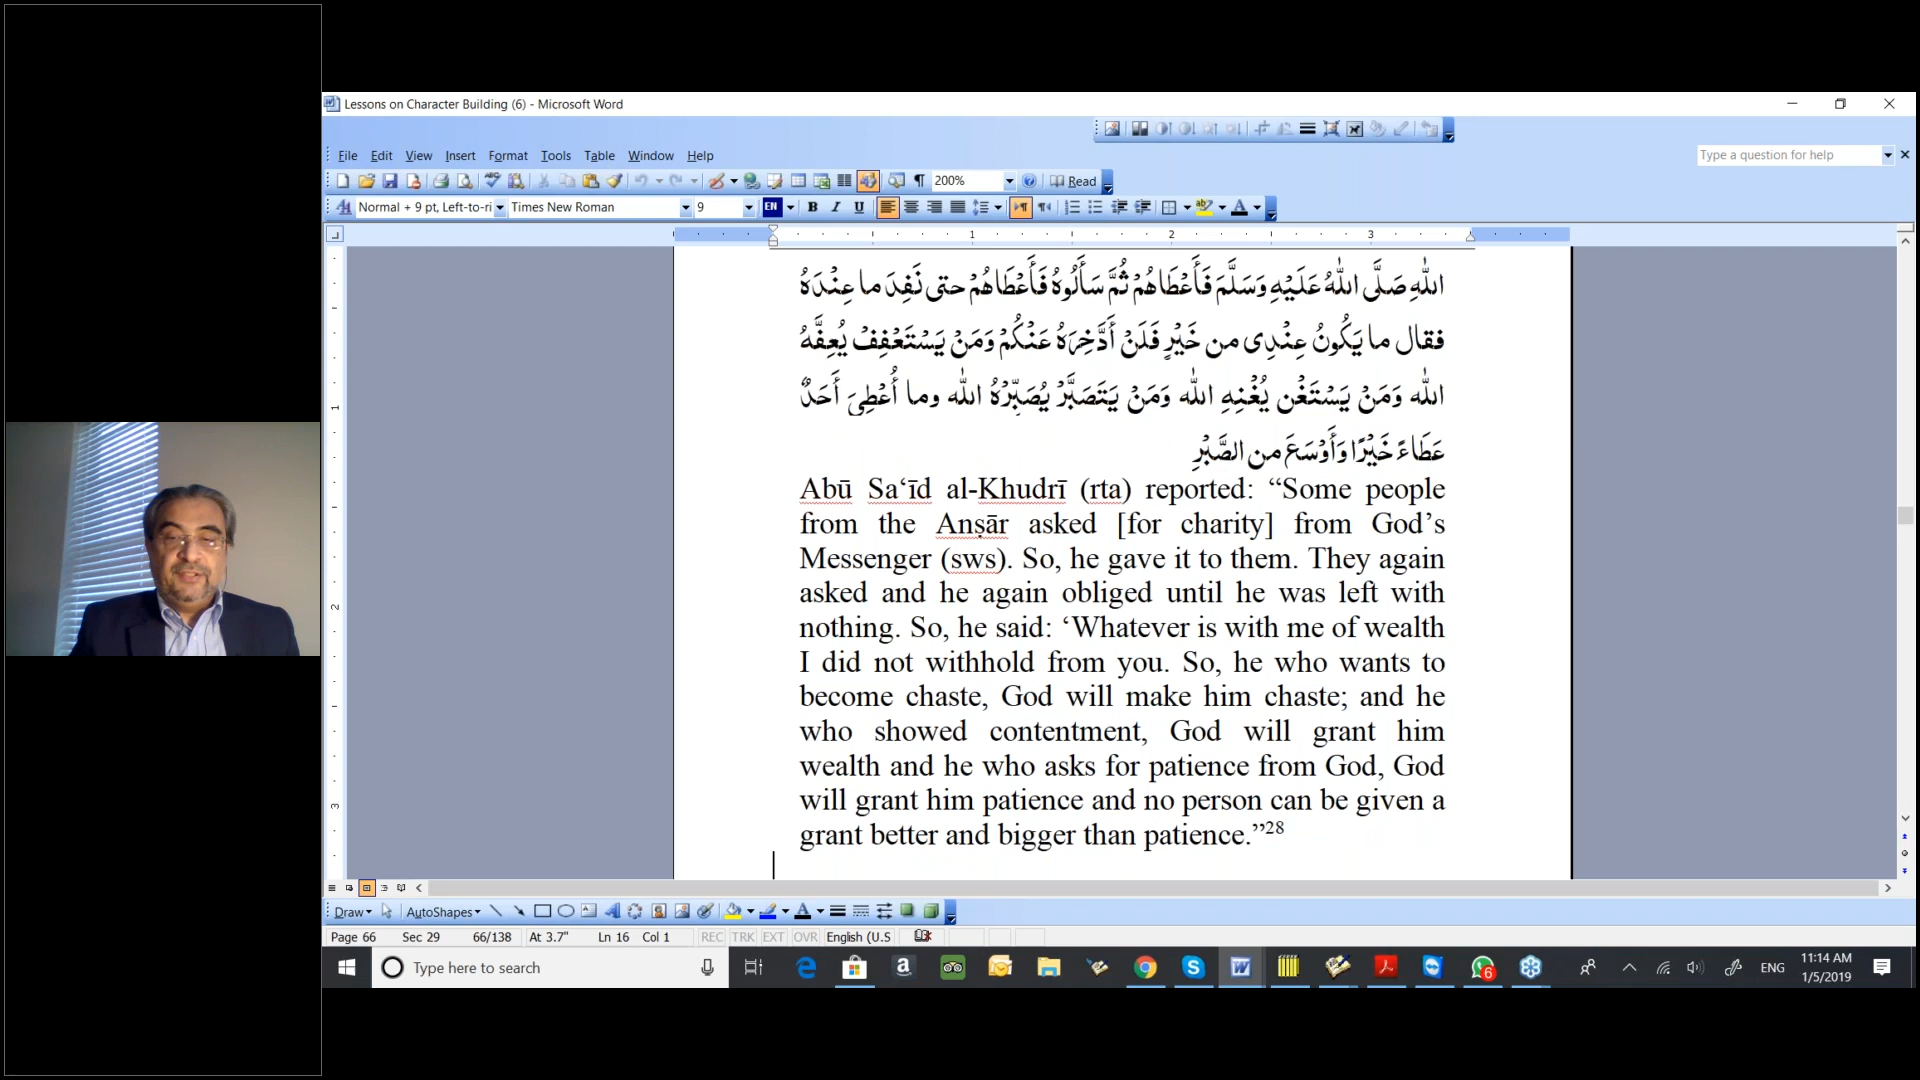 Lessons on Character Building (6) - Microsoft Word
File Edit View Insert Format Tools Table Window Help
Type a question for help
200%
Read
Normal + 9 pt, Left-to-ri
Times New Roman
9
EN
B I U
1 2 3
اللهِ صَلَّى اللهُ عَلَيْهِ وَسَلَّمَ فَأَعْطَاهُمْ ثُمَّ سَأَلُوهُ فَأَعْطَاهُمْ حتى نَفِدَ ما عِنْدَهُ
فقال ما يَكُونُ عِنْدِى من خَيْرٍ فَلَنْ أَدَّخِرَهُ عَنْكُمْ وَمَنْ يَسْتَعْفِفْ يُعِفَّهُ
الله وَمَنْ يَسْتَغْنِ يُغْنِهِ الله وَمَنْ يَتَصَبَّرْ يُصَبِّرْهُ الله وما أُعْطِىَ أَحَدٌ
عَطَاءً خَيْرًا وَأَوْسَعَ من الصَّبْرِ
Abū Sa‘īd al-Khudrī (rta) reported: “Some people
from the Anṣār asked [for charity] from God’s
Messenger (sws). So, he gave it to them. They again
asked and he again obliged until he was left with
nothing. So, he said: ‘Whatever is with me of wealth
I did not withhold from you. So, he who wants to
become chaste, God will make him chaste; and he
who showed contentment, God will grant him
wealth and he who asks for patience from God, God
will grant him patience and no person can be given a
grant better and bigger than patience.”28
1
2
3
Draw AutoShapes
Page 66 Sec 29 66/138 At 3.7" Ln 16 Col 1 REC TRK EXT OVR English (U.S
Type here to search
6
ENG
11:14 AM
1/5/2019